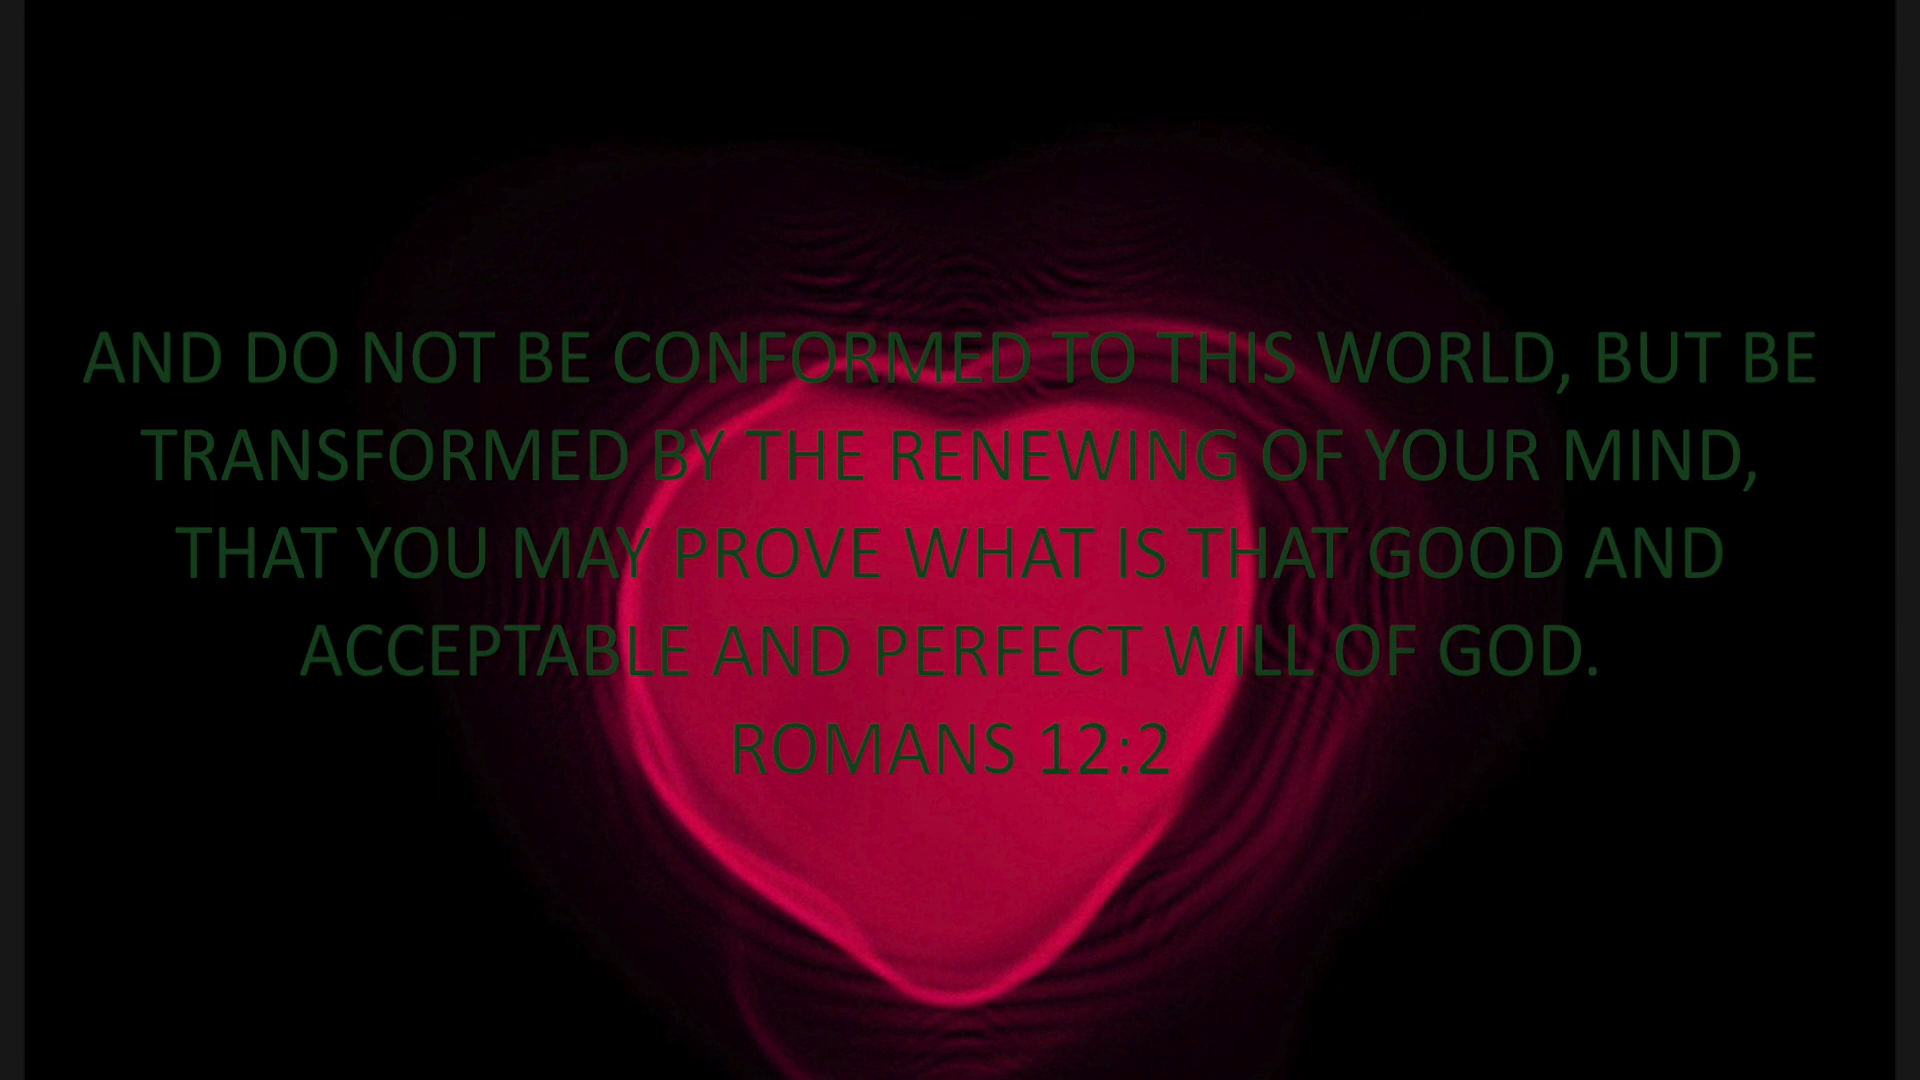 AND DO NOT BE CONFORMED TO THIS WORLD, BUT BE
TRANSFORMED BY THE RENEWING OF YOUR MIND,
THAT YOU MAY PROVE WHAT IS THAT GOOD AND
ACCEPTABLE AND PERFECT WILL OF GOD.
ROMANS 12:2